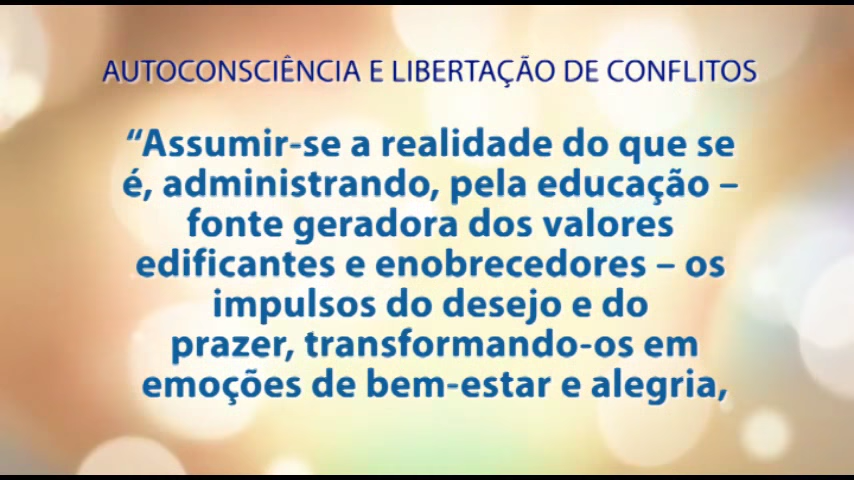 AUTOCONSCIÊNCIA E LIBERTAÇÃO DE CONFLITOS
“Assumir-se a realidade do que se
é, administrando, pela educação –
fonte geradora dos valores
edificantes e enobrecedores – os
impulsos do desejo e do
prazer, transformando-os em
emoções de bem-estar e alegria,